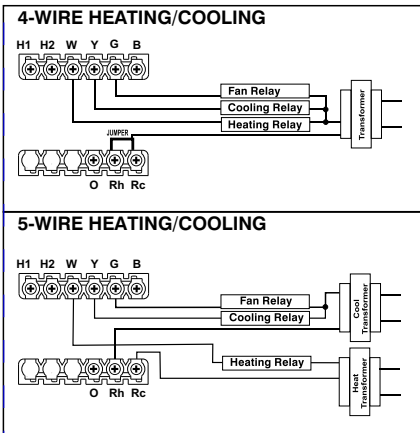 4-WIRE HEATING/COOLING
H1 H2 W Y G B
Fan Relay
Cooling Relay
Heating Relay
Transformer
JUMPER
O Rh Rc
5-WIRE HEATING/COOLING
H1 H2 W Y G B
Fan Relay
Cooling Relay
Cool
Transformer
Heating Relay
Heat
Transformer
O Rh Rc